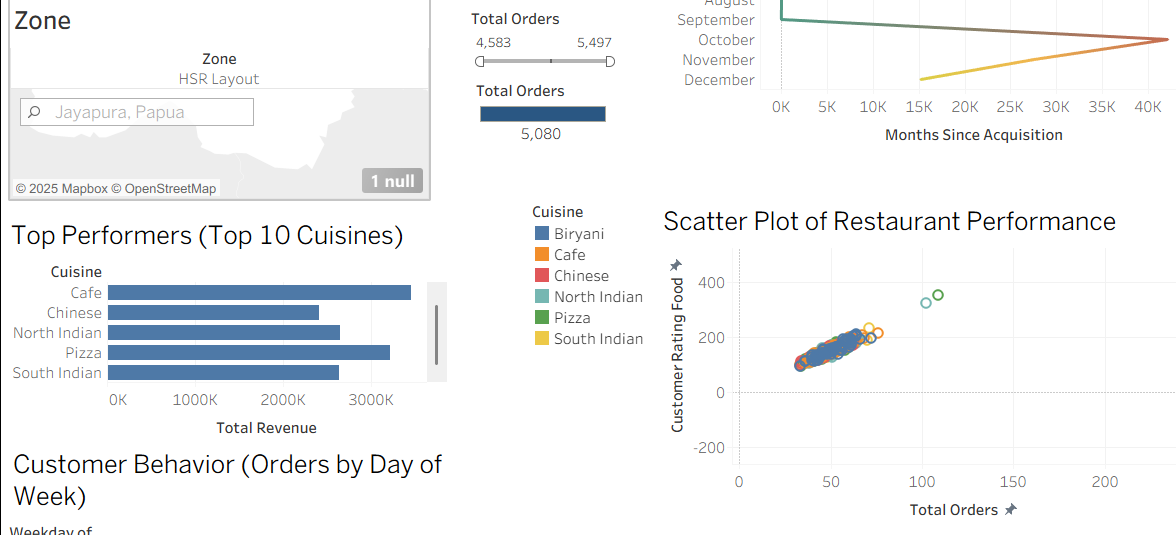 Zone
Zone
HSR Layout
Jayapura, Papua
© 2025 Mapbox © OpenStreetMap
1 null
Total Orders
4,583 5,497
Total Orders
5,080
August
September
October
November
December
0K 5K 10K 15K 20K 25K 30K 35K 40K
Months Since Acquisition
Top Performers (Top 10 Cuisines)
Cuisine
Cafe
Chinese
North Indian
Pizza
South Indian
0K 1000K 2000K 3000K
Total Revenue
Cuisine
Biryani
Cafe
Chinese
North Indian
Pizza
South Indian
Scatter Plot of Restaurant Performance
Customer Rating Food
400
200
0
-200
0 50 100 150 200
Total Orders
Customer Behavior (Orders by Day of
Week)
Weekday of